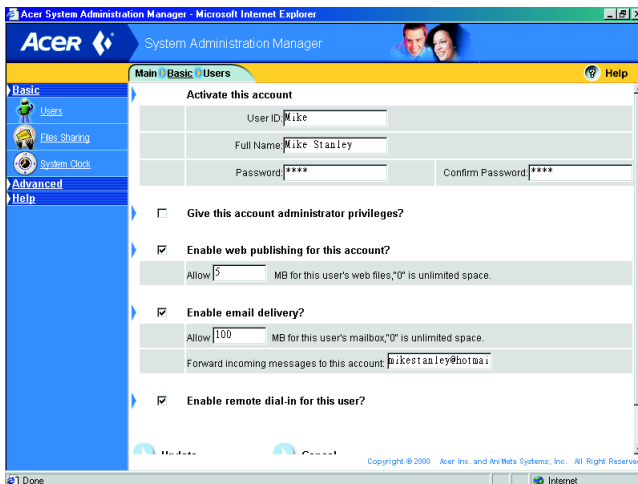 Acer System Administration Manager - Microsoft Internet Explorer
Acer System Administration Manager
Main Basic Users Help
Basic
Users
Files Sharing
System Clock
Advanced
Help
Activate this account
User ID: Mike
Full Name: Mike Stanley
Password: **** Confirm Password: ****
Give this account administrator privileges?
Enable web publishing for this account?
Allow 5 MB for this user's web files,"0" is unlimited space.
Enable email delivery?
Allow 100 MB for this user's mailbox,"0" is unlimited space.
Forward incoming messages to this account: mikestanley@hotmai
Enable remote dial-in for this user?
Update Cancel
Copyright © 2000 Acer Inc. and AniMeta Systems, Inc. All Right Reserve
Done Internet